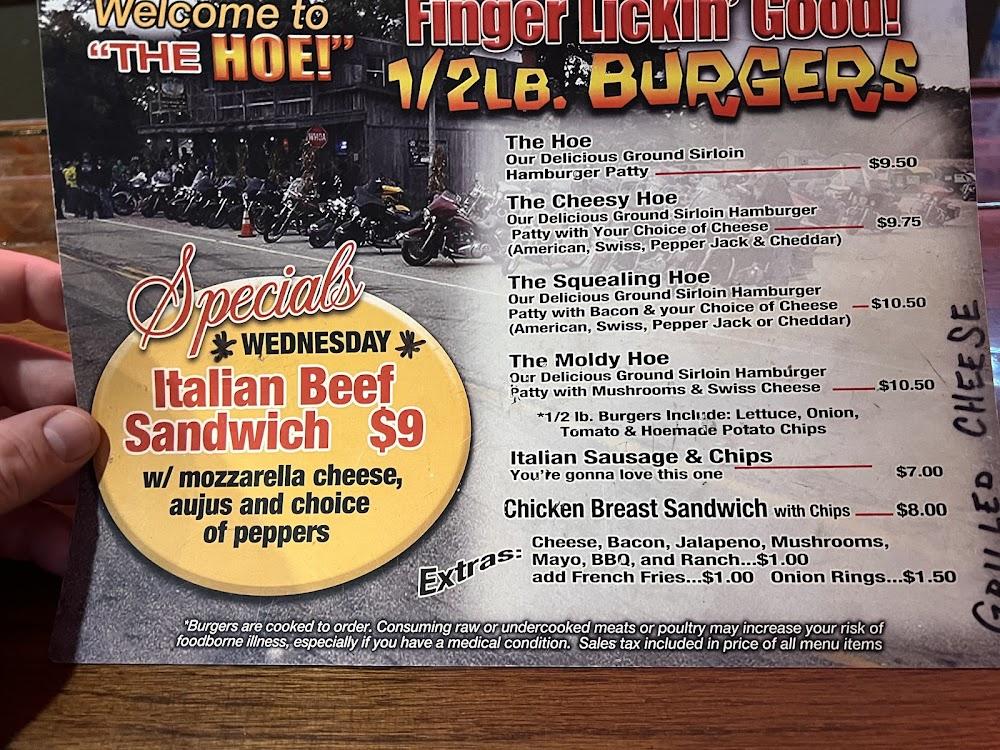 Welcome to
"THE HOE!"
Finger Lickin' Good!
1/2LB. BURGERS
WHOA
The Hoe
Our Delicious Ground Sirloin
Hamburger Patty $9.50
The Cheesy Hoe
Our Delicious Ground Sirloin Hamburger
Patty with Your Choice of Cheese $9.75
(American, Swiss, Pepper Jack & Cheddar)
The Squealing Hoe
Our Delicious Ground Sirloin Hamburger
Patty with Bacon & your Choice of Cheese $10.50
(American, Swiss, Pepper Jack or Cheddar)
The Moldy Hoe
Our Delicious Ground Sirloin Hamburger
Patty with Mushrooms & Swiss Cheese $10.50
*1/2 lb. Burgers Include: Lettuce, Onion,
Tomato & Hoemade Potato Chips
Italian Sausage & Chips
You're gonna love this one $7.00
Chicken Breast Sandwich with Chips $8.00
Extras:
Cheese, Bacon, Jalapeno, Mushrooms,
Mayo, BBQ, and Ranch...$1.00
add French Fries...$1.00 Onion Rings...$1.50
Specials
* WEDNESDAY *
Italian Beef
Sandwich $9
w/ mozzarella cheese,
aujus and choice
of peppers
GRILLED CHEESE
*Burgers are cooked to order. Consuming raw or undercooked meats or poultry may increase your risk of
foodborne illness, especially if you have a medical condition. Sales tax included in price of all menu items